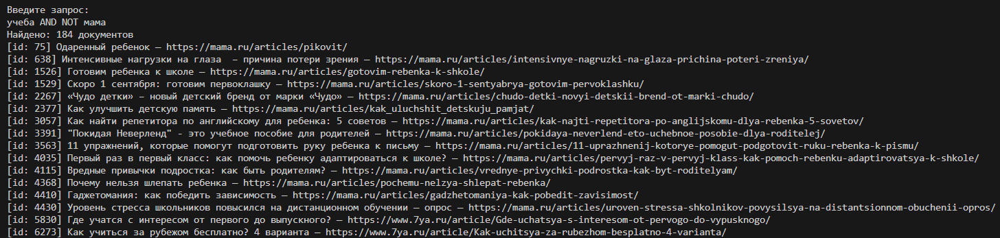 Введите запрос:
учеба AND NOT мама
Найдено: 184 документов
[id: 75] Одаренный ребенок — https://mama.ru/articles/pikovit/
[id: 638] Интенсивные нагрузки на глаза  – причина потери зрения — https://mama.ru/articles/intensivnye-nagruzki-na-glaza-prichina-poteri-zreniya/
[id: 1526] Готовим ребенка к школе — https://mama.ru/articles/gotovim-rebenka-k-shkole/
[id: 1529] Скоро 1 сентября: готовим первоклашку — https://mama.ru/articles/skoro-1-sentyabrya-gotovim-pervoklashku/
[id: 2267] «Чудо детки» – новый детский бренд от марки «Чудо» — https://mama.ru/articles/chudo-detki-novyi-detskii-brend-ot-marki-chudo/
[id: 2377] Как улучшить детскую память — https://mama.ru/articles/kak_uluchshit_detskuju_pamjat/
[id: 3057] Как найти репетитора по английскому для ребенка: 5 советов — https://mama.ru/articles/kak-najti-repetitora-po-anglijskomu-dlya-rebenka-5-sovetov/
[id: 3391] "Покидая Неверленд" - это учебное пособие для родителей — https://mama.ru/articles/pokidaya-neverlend-eto-uchebnoe-posobie-dlya-roditelej/
[id: 3563] 11 упражнений, которые помогут подготовить руку ребенка к письму — https://mama.ru/articles/11-uprazhnenij-kotorye-pomogut-podgotovit-ruku-rebenka-k-pismu/
[id: 4035] Первый раз в первый класс: как помочь ребенку адаптироваться к школе? — https://mama.ru/articles/pervyj-raz-v-pervyj-klass-kak-pomoch-rebenku-adaptirovatsya-k-shkole/
[id: 4115] Вредные привычки подростка: как быть родителям? — https://mama.ru/articles/vrednye-privychki-podrostka-kak-byt-roditelyam/
[id: 4368] Почему нельзя шлепать ребенка — https://mama.ru/articles/pochemu-nelzya-shlepat-rebenka/
[id: 4410] Гаджетомания: как победить зависимость — https://mama.ru/articles/gadzhetomaniya-kak-pobedit-zavisimost/
[id: 4430] Уровень стресса школьников повысился на дистанционном обучении — опрос — https://mama.ru/articles/uroven-stressa-shkolnikov-povysilsya-na-distantsionnom-obuchenii-opros/
[id: 5830] Где учатся с интересом от первого до выпускного? — https://www.7ya.ru/article/Gde-uchatsya-s-interesom-ot-pervogo-do-vypusknogo/
[id: 6273] Как учиться за рубежом бесплатно? 4 варианта — https://www.7ya.ru/article/Kak-uchitsya-za-rubezhom-besplatno-4-varianta/